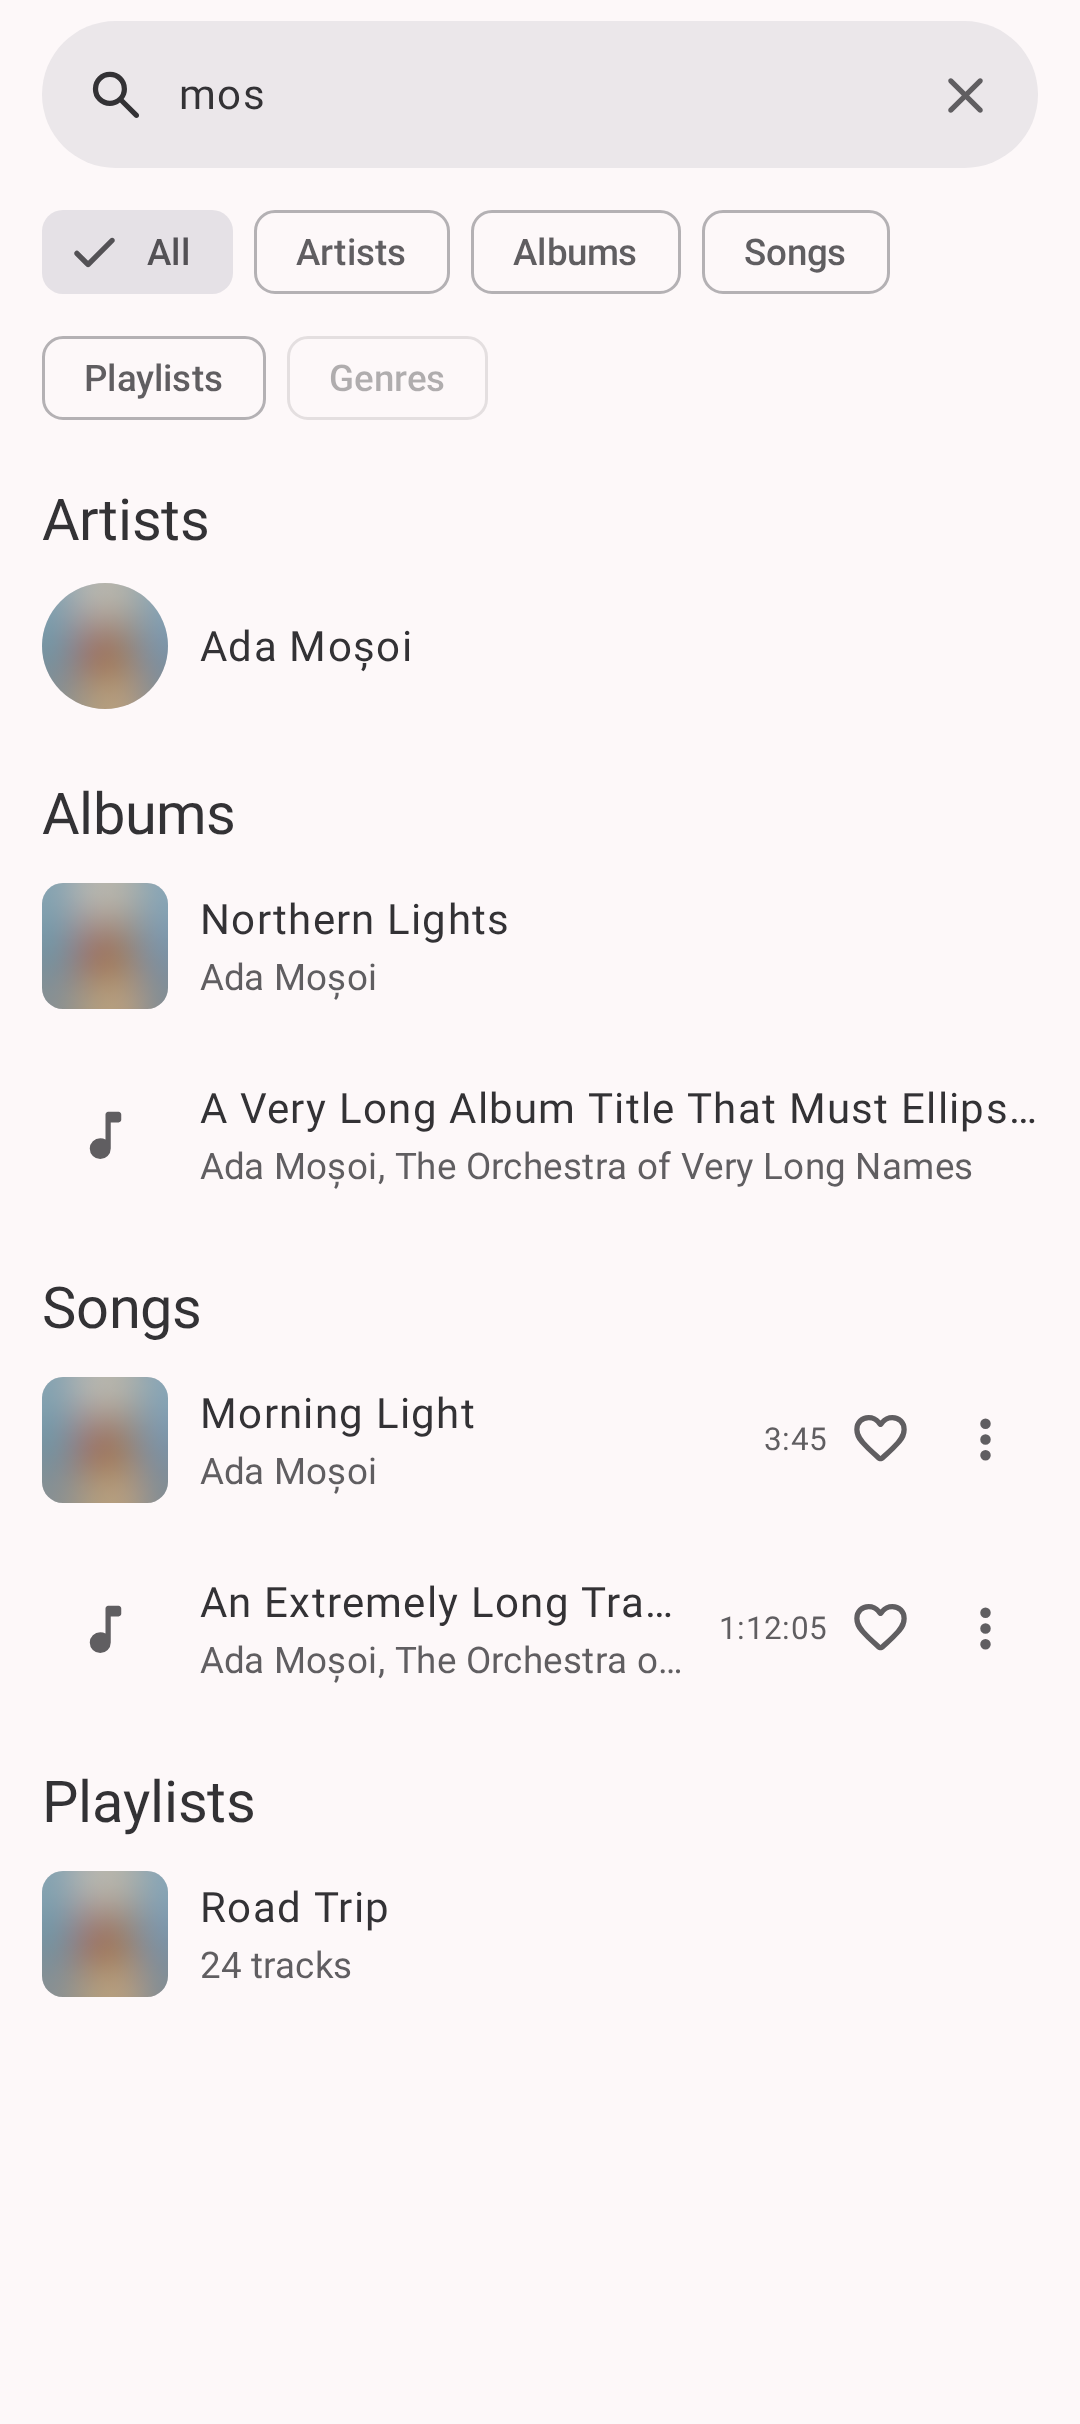 mos
All
Artists
Albums
Songs
Playlists
Genres
Artists
Ada Moșoi
Albums
Northern Lights
Ada Moșoi
A Very Long Album Title That Must Ellips…
Ada Moșoi, The Orchestra of Very Long Names
Songs
Morning Light
Ada Moșoi
3:45
An Extremely Long Tra…
Ada Moșoi, The Orchestra o…
1:12:05
Playlists
Road Trip
24 tracks